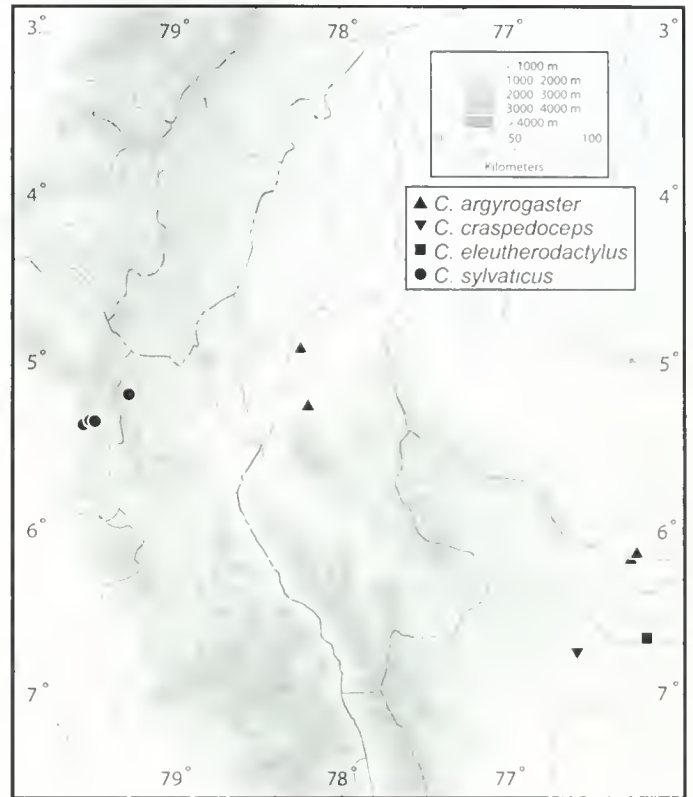 3° 79° 78° 77° 3°
- 1000 m
1000 2000 m
2000 3000 m
3000 4000 m
- 4000 m
50 100
Kilometers
4° 4°
▲ C. argyrogaster
▼ C. craspedoceps
■ C. eleutherodactylus
● C. sylvaticus
5° 5°
6° 6°
7° 7°
79° 78° 77°